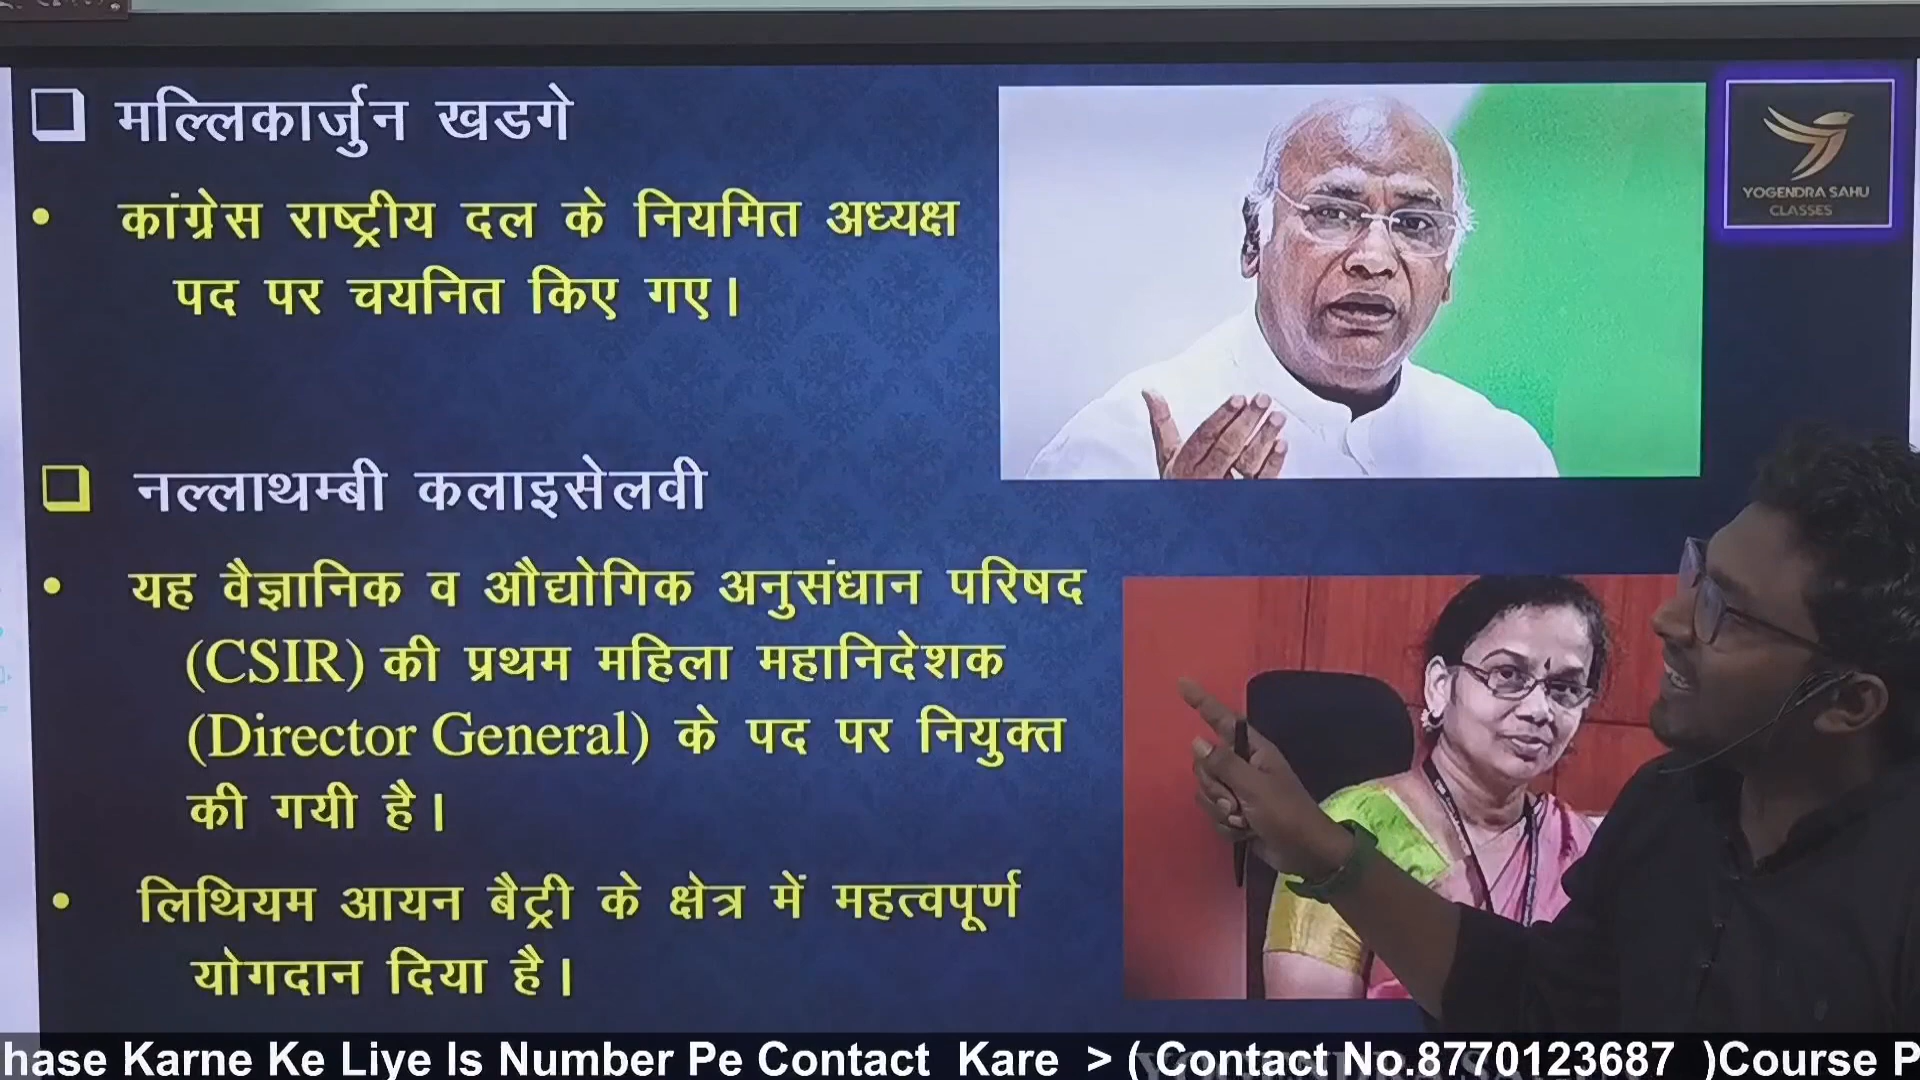 मल्लिकार्जुन खडगे
कांग्रेस राष्ट्रीय दल के नियमित अध्यक्ष
पद पर चयनित किए गए।
YOGENDRA SAHU
CLASSES
नल्लाथम्बी कलाइसेलवी
यह वैज्ञानिक व औद्योगिक अनुसंधान परिषद
(CSIR) की प्रथम महिला महानिदेशक
(Director General) के पद पर नियुक्त
की गयी है।
लिथियम आयन बैट्री के क्षेत्र में महत्वपूर्ण
योगदान दिया है।
hase Karne Ke Liye Is Number Pe Contact Kare > ( Contact No.8770123687 )Course P